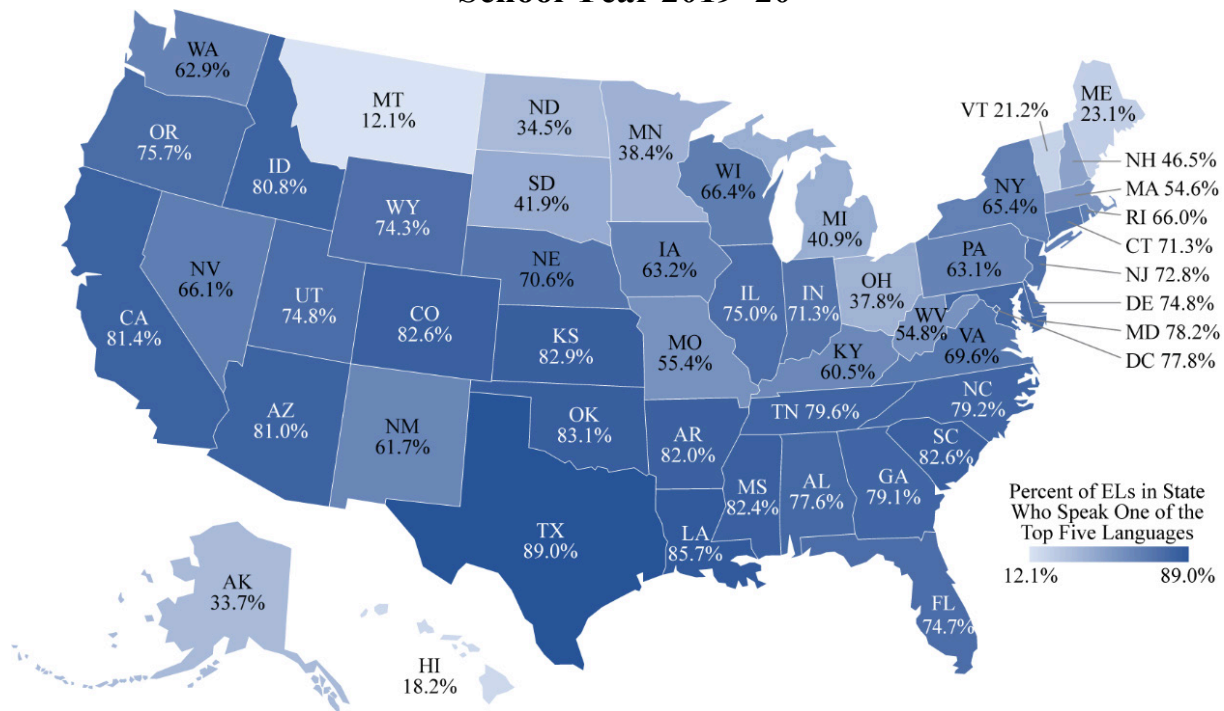 School Year 2019–20
WA
62.9%
MT
12.1%
ND
34.5%
MN
38.4%
VT 21.2%
ME
23.1%
OR
75.7%
ID
80.8%
SD
41.9%
WI
66.4%
NY
65.4%
NH 46.5%
MA 54.6%
WY
74.3%
MI
40.9%
RI 66.0%
CT 71.3%
NV
66.1%
NE
70.6%
IA
63.2%
PA
63.1%
NJ 72.8%
UT
74.8%
IL
75.0%
IN
71.3%
OH
37.8%
DE 74.8%
CA
81.4%
CO
82.6%
KS
82.9%
MO
55.4%
WV
54.8%
VA
69.6%
MD 78.2%
DC 77.8%
KY
60.5%
AZ
81.0%
NM
61.7%
OK
83.1%
AR
82.0%
TN 79.6%
NC
79.2%
SC
82.6%
MS
82.4%
AL
77.6%
GA
79.1%
TX
89.0%
LA
85.7%
Percent of ELs in State
Who Speak One of the
Top Five Languages
12.1% 89.0%
AK
33.7%
HI
18.2%
FL
74.7%